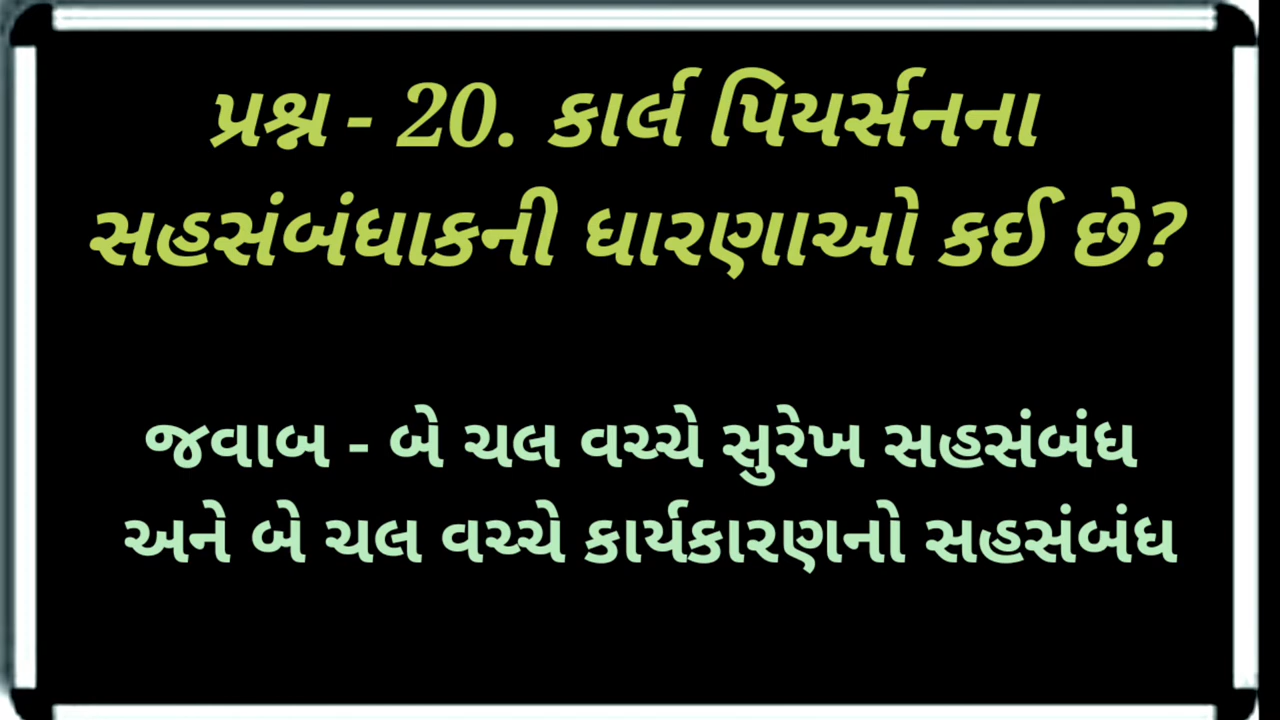 પ્રશ્ન - 20. કાર્લ પિયર્સનના
સહસંબંધાકની ધારણાઓ કઈ છે?
જવાબ - બે ચલ વચ્ચે સુરેખ સહસંબંધ
અને બે ચલ વચ્ચે કાર્યકારણનો સહસંબંધ